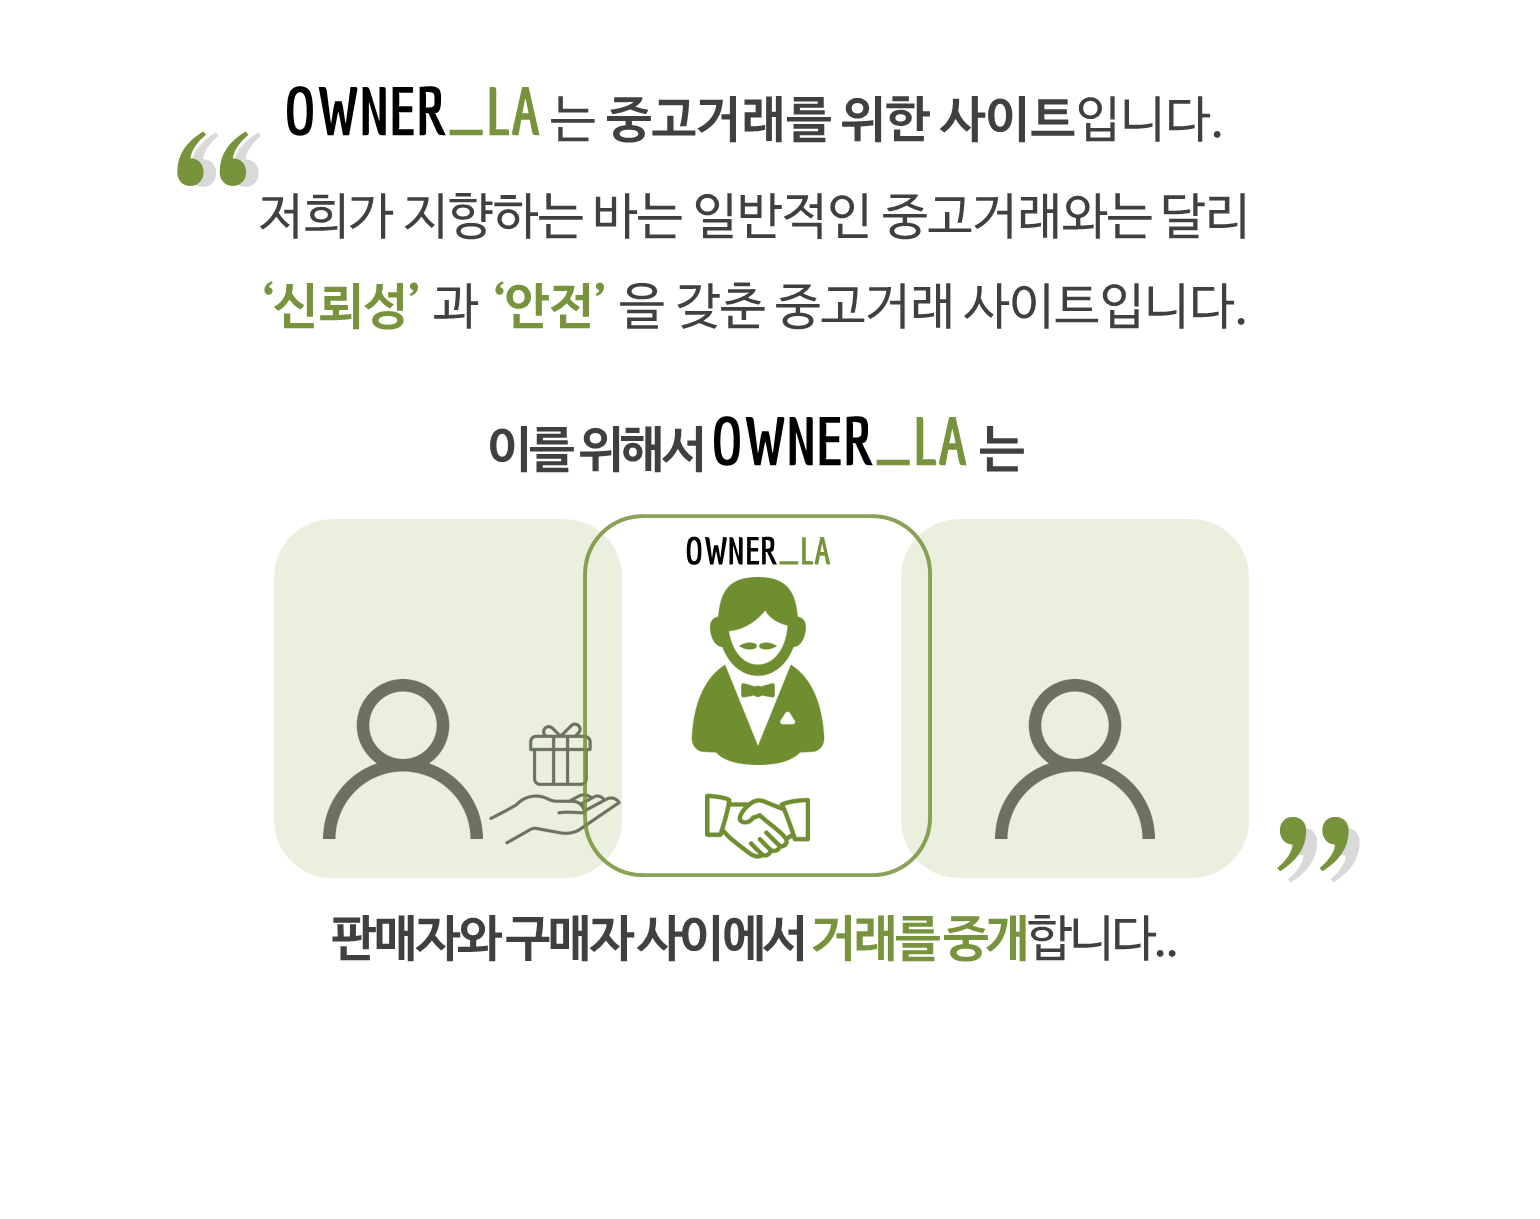 OWNER_LA 는 중고거래를 위한 사이트입니다.
저희가 지향하는 바는 일반적인 중고거래와는 달리
‘신뢰성’ 과 ‘안전’ 을 갖춘 중고거래 사이트입니다.
이를 위해서 OWNER_LA 는
OWNER_LA
판매자와 구매자 사이에서 거래를 중개합니다..